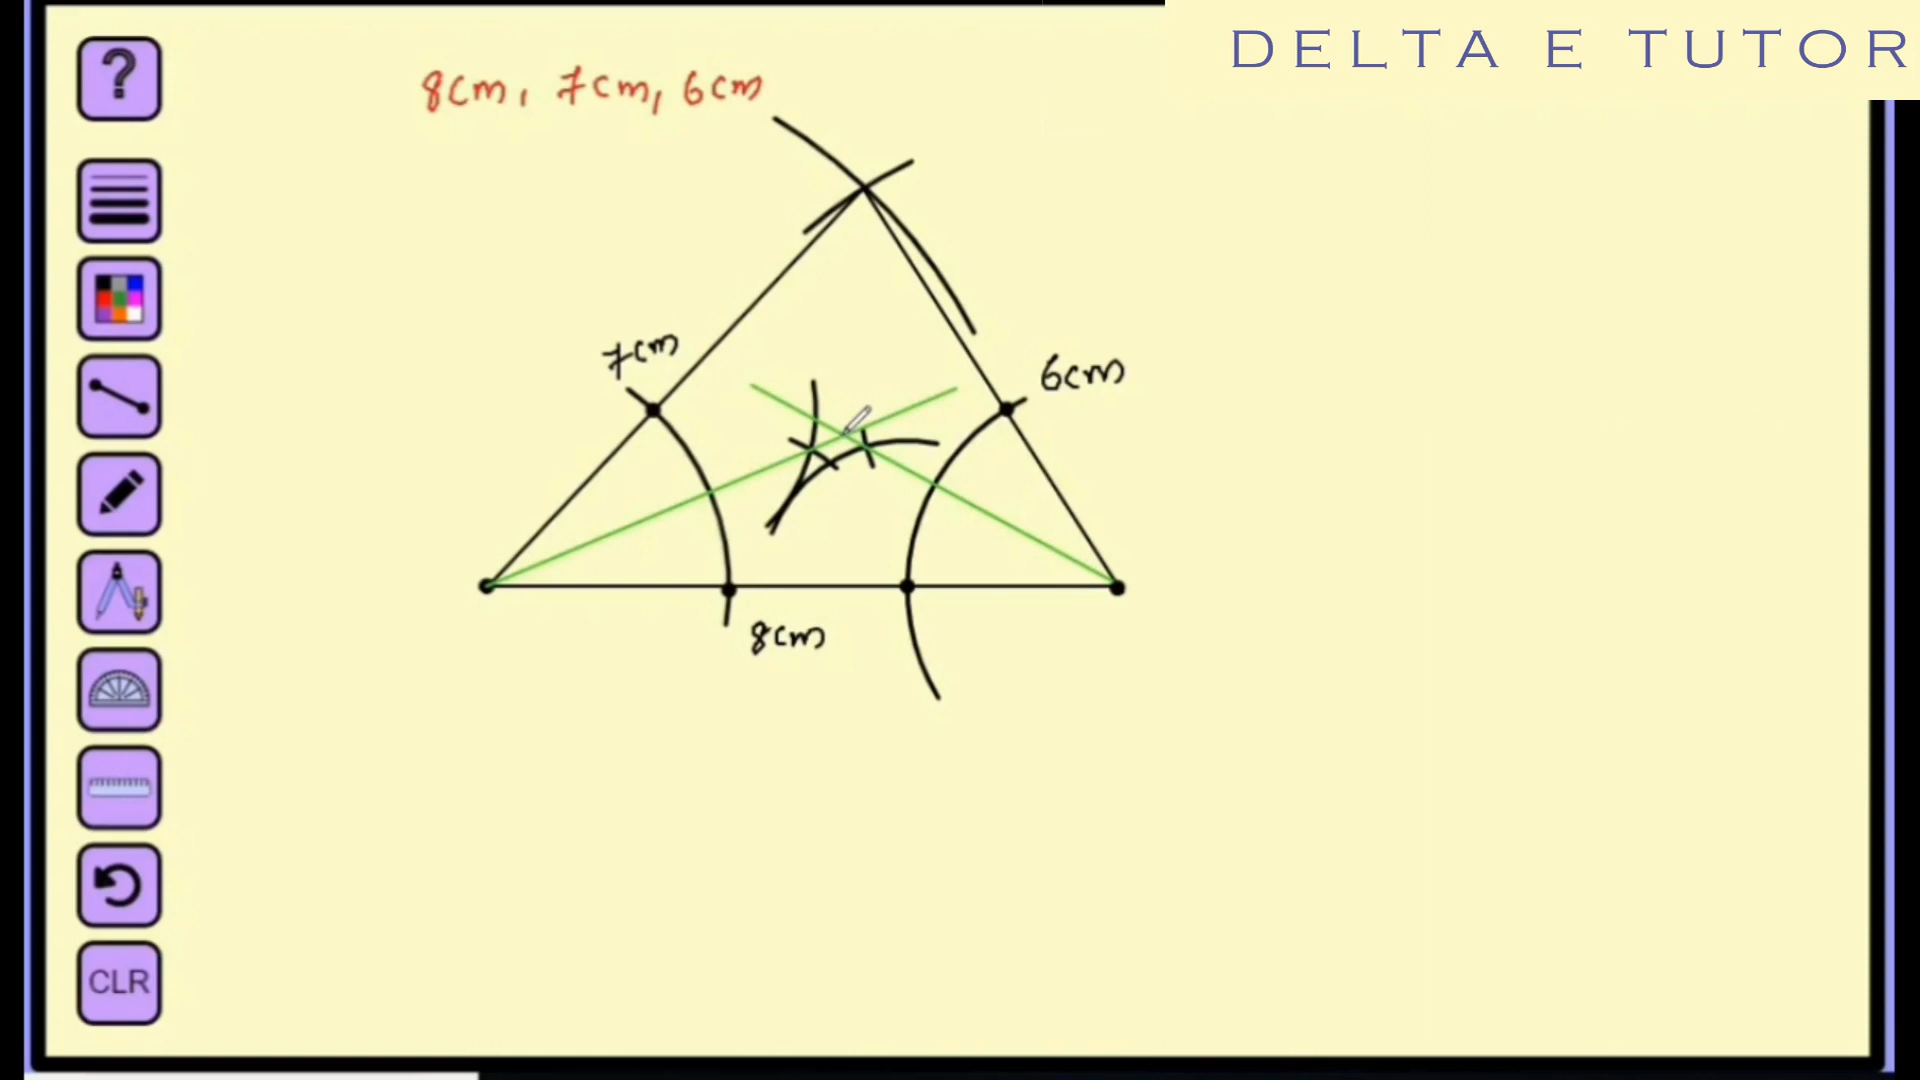 DELTA E TUTOR
8cm, 7cm, 6cm
7cm
6cm
8cm
?
CLR